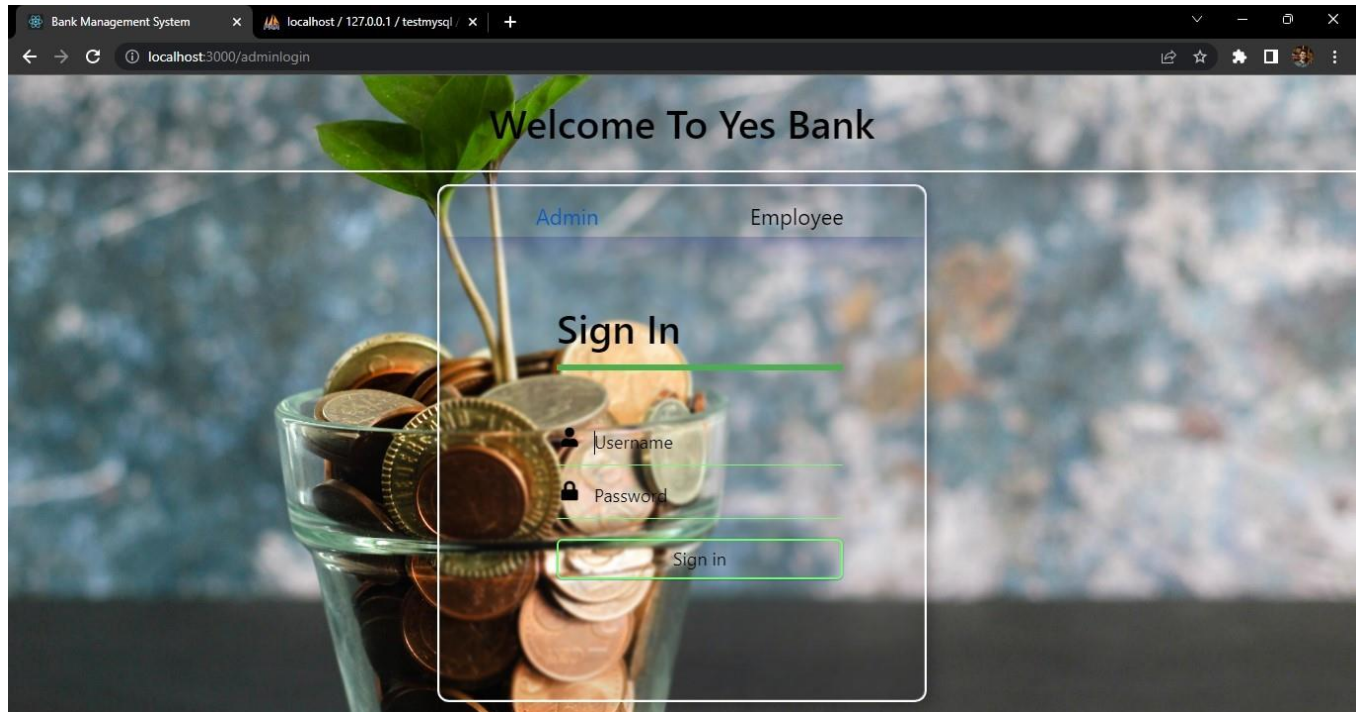 Bank Management System
localhost / 127.0.0.1 / testmysql /
localhost:3000/adminlogin
Welcome To Yes Bank
Admin Employee
Sign In
Username
Password
Sign in